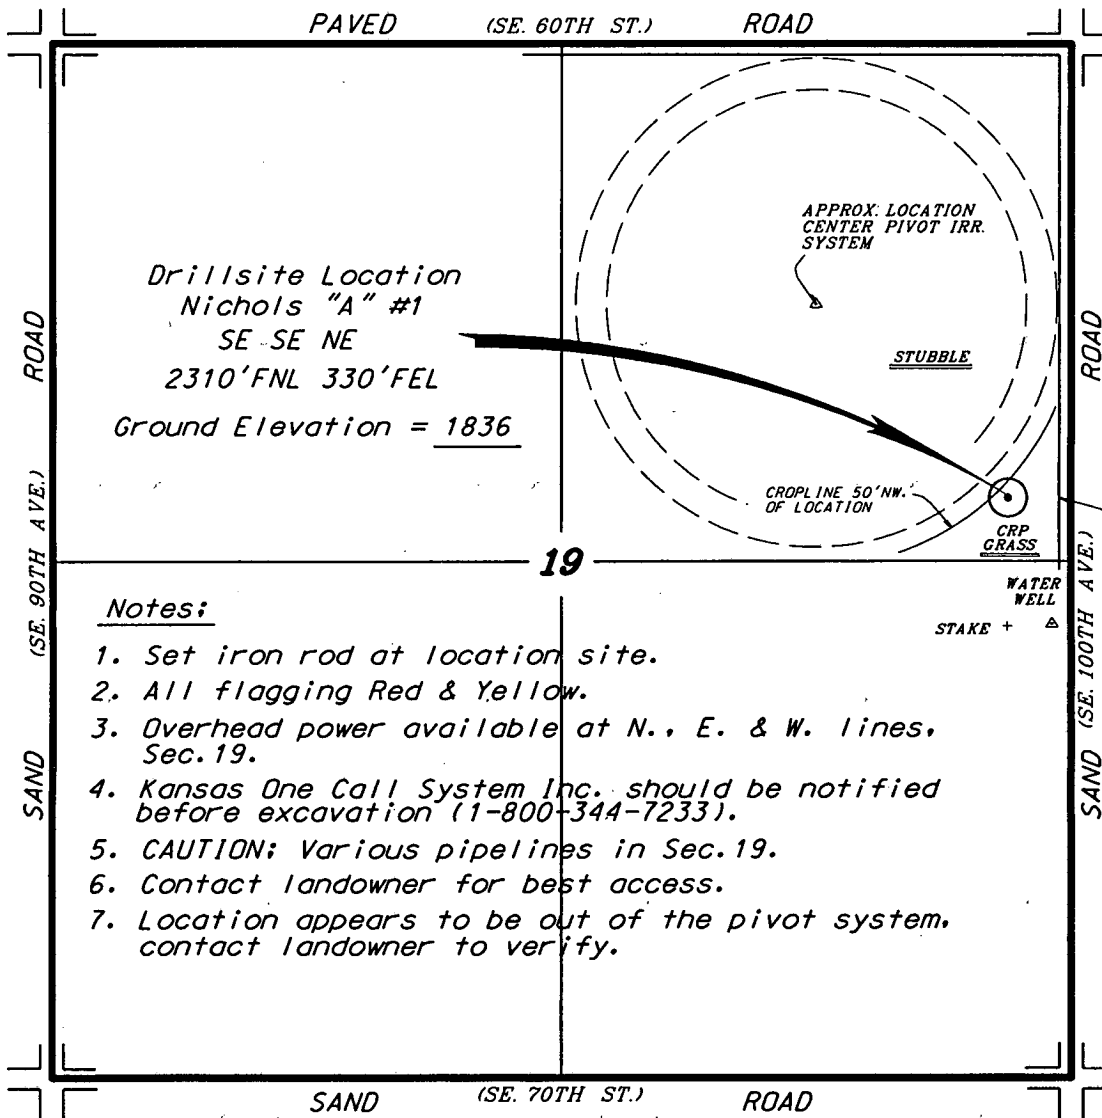 PAVED (SE. 60TH ST.) ROAD
APPROX. LOCATION
CENTER PIVOT IRR.
SYSTEM
Drillsite Location
Nichols "A" #1
SE SE NE
2310'FNL 330'FEL
Ground Elevation = 1836
STUBBLE
CROPLINE 50'NW.
OF LOCATION
CRP
GRASS
SAND (SE. 90TH AVE.) ROAD
SAND (SE. 100TH AVE.) ROAD
19
WATER
WELL
STAKE +
Notes:
1. Set iron rod at location site.
2. All flagging Red & Yellow.
3. Overhead power available at N., E. & W. lines,
Sec.19.
4. Kansas One Call System Inc. should be notified
before excavation (1-800-344-7233).
5. CAUTION: Various pipelines in Sec.19.
6. Contact landowner for best access.
7. Location appears to be out of the pivot system,
contact landowner to verify.
SAND (SE. 70TH ST.) ROAD